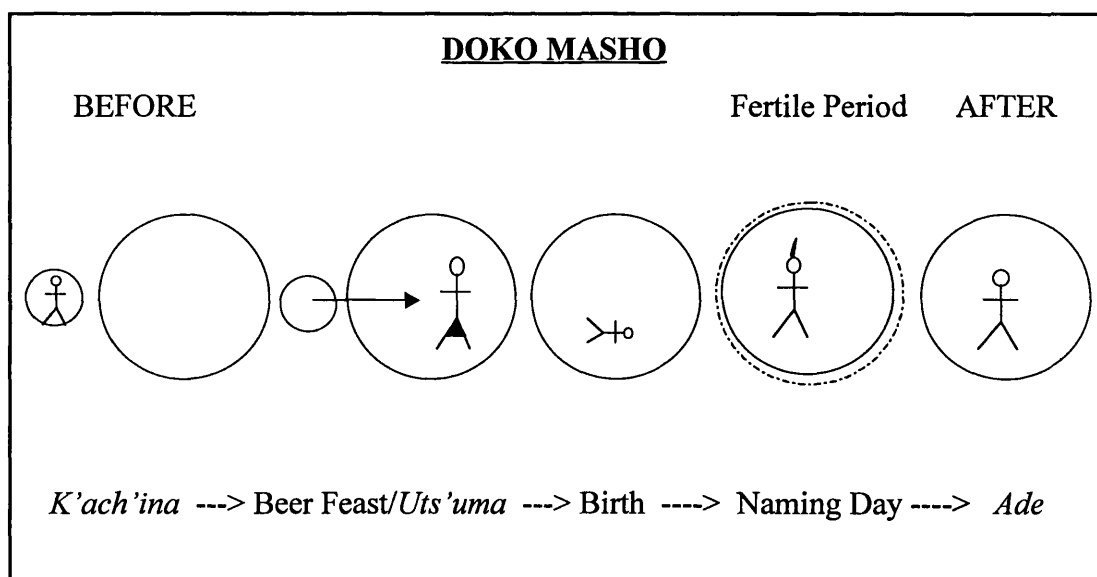 DOKO MASHO
BEFORE Fertile Period AFTER
K’ach’ina ---> Beer Feast/Uts’uma ---> Birth ----> Naming Day ----> Ade